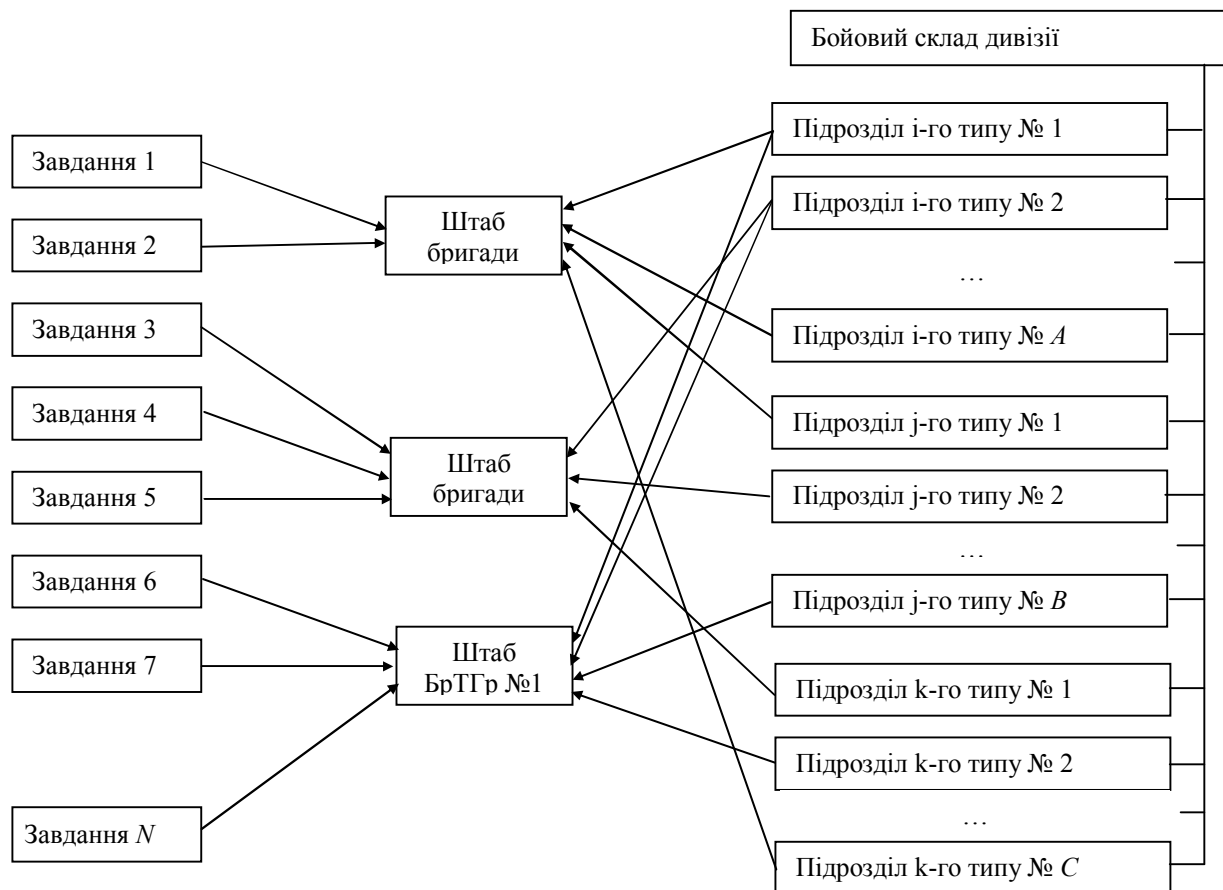 Бойовий склад дивізії
Завдання 1
Завдання 2
Завдання 3
Завдання 4
Завдання 5
Завдання 6
Завдання 7
Завдання N
Штаб
бригади
Штаб
бригади
Штаб
БрТГр №1
Підрозділ і-го типу № 1
Підрозділ і-го типу № 2
…
Підрозділ і-го типу № A
Підрозділ j-го типу № 1
Підрозділ j-го типу № 2
…
Підрозділ j-го типу № B
Підрозділ k-го типу № 1
Підрозділ k-го типу № 2
…
Підрозділ k-го типу № C